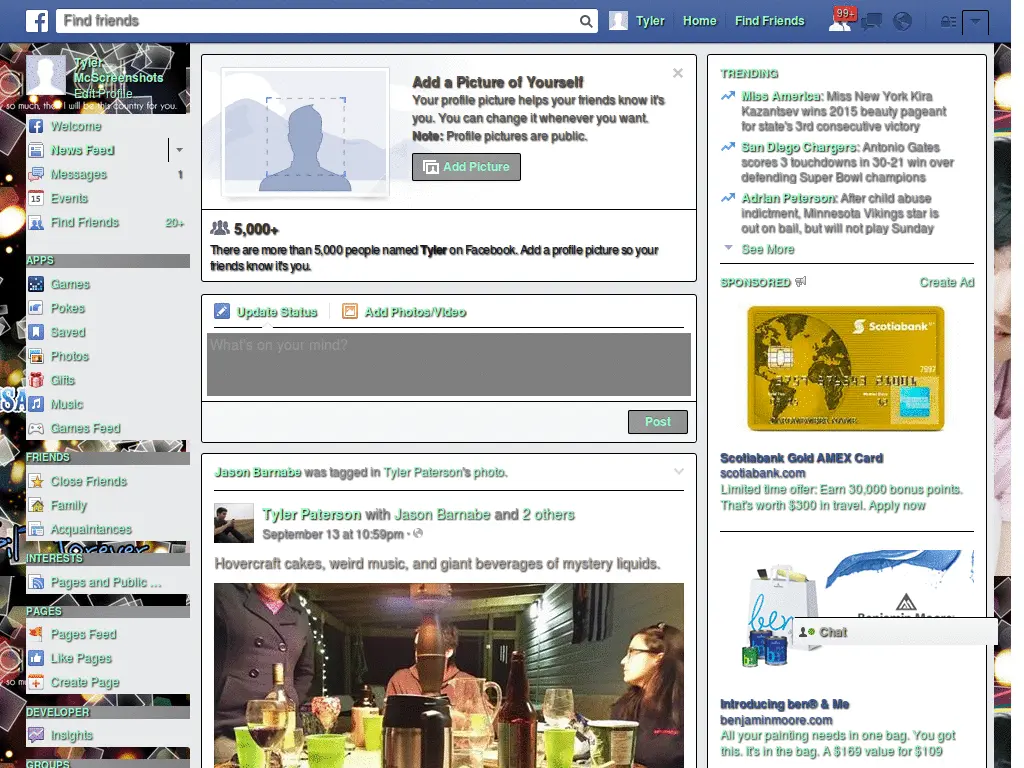 Find friends
Tyler
Home
Find Friends
99+
Tyler
McScreenshots
Edit Profile
so much, that I will be this country for you.
Welcome
News Feed
Messages 1
15 Events
Find Friends 20+
APPS
Games
Pokes
Saved
Photos
Gifts
Music
Games Feed
FRIENDS
Close Friends
Family
Acquaintances
INTERESTS
Pages and Public ...
PAGES
Pages Feed
Like Pages
so m
Create Page
DEVELOPER
Insights
GROUPS
Add a Picture of Yourself
Your profile picture helps your friends know it's
you. You can change it whenever you want.
Note: Profile pictures are public.
Add Picture
5,000+
There are more than 5,000 people named Tyler on Facebook. Add a profile picture so your
friends know it's you.
Update Status
Add Photos/Video
What's on your mind?
Post
Jason Barnabe was tagged in Tyler Paterson's photo.
Tyler Paterson with Jason Barnabe and 2 others
September 13 at 10:59pm ·
Hovercraft cakes, weird music, and giant beverages of mystery liquids.
TRENDING
Miss America: Miss New York Kira
Kazantsev wins 2015 beauty pageant
for state's 3rd consecutive victory
San Diego Chargers: Antonio Gates
scores 3 touchdowns in 30-21 win over
defending Super Bowl champions
Adrian Peterson: After child abuse
indictment, Minnesota Vikings star is
out on bail, but will not play Sunday
See More
SPONSORED
Create Ad
Scotiabank
7597
Scotiabank Gold AMEX Card
scotiabank.com
Limited time offer: Earn 30,000 bonus points.
That's worth $300 in travel. Apply now
ben
Benjamin Moore
Chat
Introducing ben® & Me
benjaminmoore.com
All your painting needs in one bag. You got
this. It's in the bag. A $169 value for $109